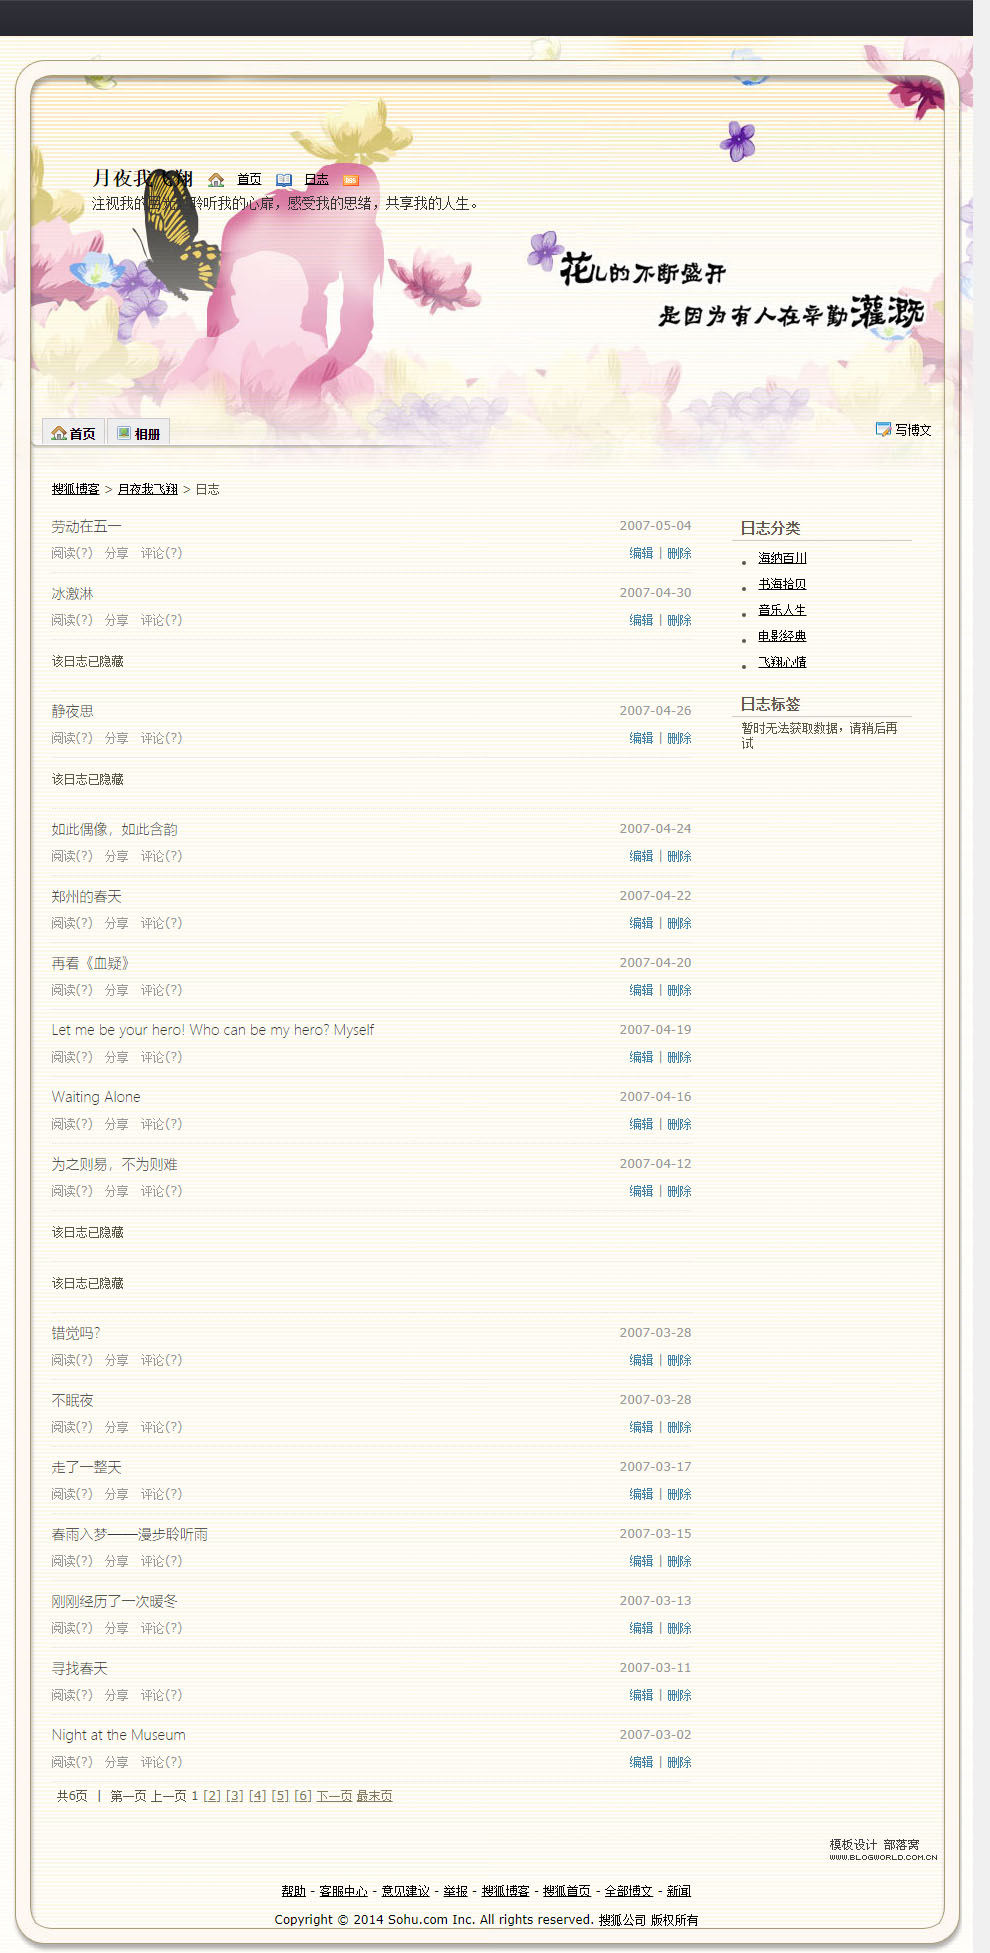 月夜我飞翔 首页 日志
注视我的目光，聆听我的心扉，感受我的思绪，共享我的人生。
花儿的不断盛开
是因为有人在辛勤灌溉
首页 相册 写博文
搜狐博客 > 月夜我飞翔 > 日志
劳动在五一 2007-05-04
阅读(?) 分享 评论(?) 编辑 | 删除
冰激淋 2007-04-30
阅读(?) 分享 评论(?) 编辑 | 删除
该日志已隐藏
静夜思 2007-04-26
阅读(?) 分享 评论(?) 编辑 | 删除
该日志已隐藏
如此偶像，如此含韵 2007-04-24
阅读(?) 分享 评论(?) 编辑 | 删除
郑州的春天 2007-04-22
阅读(?) 分享 评论(?) 编辑 | 删除
再看《血疑》 2007-04-20
阅读(?) 分享 评论(?) 编辑 | 删除
Let me be your hero! Who can be my hero? Myself 2007-04-19
阅读(?) 分享 评论(?) 编辑 | 删除
Waiting Alone 2007-04-16
阅读(?) 分享 评论(?) 编辑 | 删除
为之则易，不为则难 2007-04-12
阅读(?) 分享 评论(?) 编辑 | 删除
该日志已隐藏
该日志已隐藏
错觉吗? 2007-03-28
阅读(?) 分享 评论(?) 编辑 | 删除
不眠夜 2007-03-28
阅读(?) 分享 评论(?) 编辑 | 删除
走了一整天 2007-03-17
阅读(?) 分享 评论(?) 编辑 | 删除
春雨入梦——漫步聆听雨 2007-03-15
阅读(?) 分享 评论(?) 编辑 | 删除
刚刚经历了一次暖冬 2007-03-13
阅读(?) 分享 评论(?) 编辑 | 删除
寻找春天 2007-03-11
阅读(?) 分享 评论(?) 编辑 | 删除
Night at the Museum 2007-03-02
阅读(?) 分享 评论(?) 编辑 | 删除
共6页 | 第一页 上一页 1 [2] [3] [4] [5] [6] 下一页 最末页
日志分类
海纳百川
书海拾贝
音乐人生
电影经典
飞翔心情
日志标签
暂时无法获取数据，请稍后再
试
模板设计 部落窝
WWW.BLOGWORLD.COM.CN
帮助 - 客服中心 - 意见建议 - 举报 - 搜狐博客 - 搜狐首页 - 全部博文 - 新闻
Copyright © 2014 Sohu.com Inc. All rights reserved. 搜狐公司 版权所有